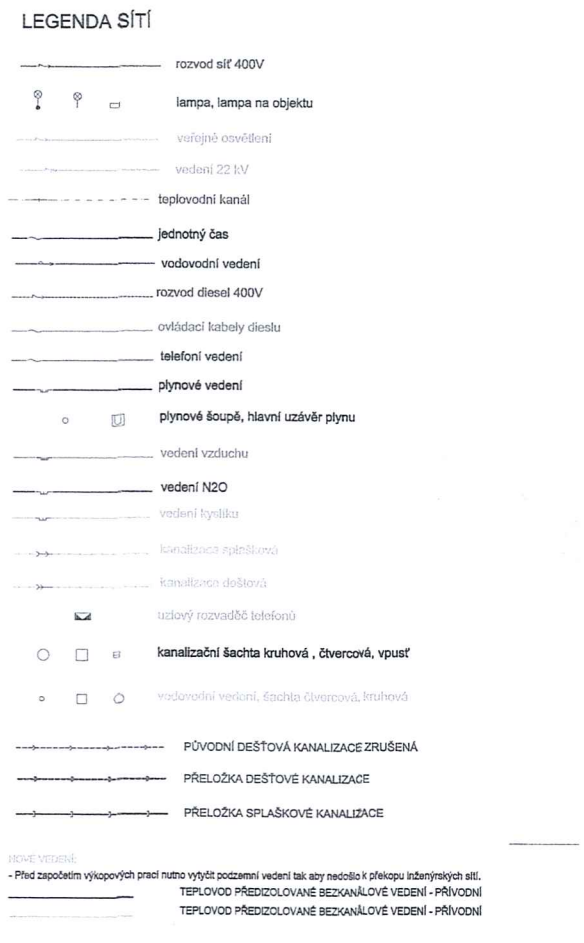 LEGENDA SÍTÍ
rozvod síť 400V
lampa, lampa na objektu
veřejné osvětlení
vedení 22 kV
teplovodní kanál
jednotný čas
vodovodní vedení
rozvod diesel 400V
ovládací kabely dieslu
telefoní vedení
plynové vedení
plynové šoupě, hlavní uzávěr plynu
vedení vzduchu
vedení N2O
vedení kyslíku
kanalizace splašková
kanalizace dešťová
uzlový rozvaděč telefonů
kanalizační šachta kruhová , čtvercová, vpusť
vodovodní vedení, šachta čtvercová, kruhová
PŮVODNÍ DEŠŤOVÁ KANALIZACE ZRUŠENÁ
PŘELOŽKA DEŠŤOVÉ KANALIZACE
PŘELOŽKA SPLAŠKOVÉ KANALIZACE
NOVÉ VEDENÉ
- Před započetím výkopových prací nutno vytyčit podzemní vedení tak aby nedošlo k překopu inženýrských sítí.
TEPLOVOD PŘEDIZOLOVANÉ BEZKANÁLOVÉ VEDENÍ - PŘÍVODNÍ
TEPLOVOD PŘEDIZOLOVANÉ BEZKANÁLOVÉ VEDENÍ - PŘÍVODNÍ